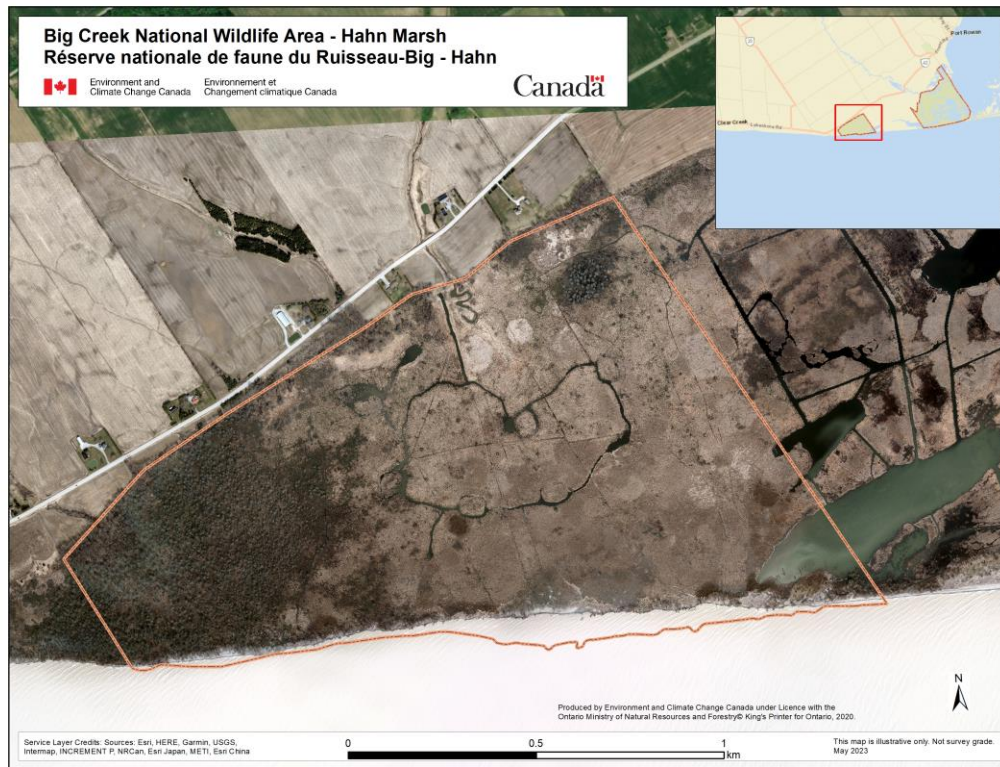 Big Creek National Wildlife Area - Hahn Marsh
Réserve nationale de faune du Ruisseau-Big - Hahn
Environment and
Climate Change Canada
Environnement et
Changement climatique Canada
Canada
Port Rowan
Clear Creek
Lakeshore Rd
42
N
Produced by Environment and Climate Change Canada under Licence with the
Ontario Ministry of Natural Resources and Forestry© King's Printer for Ontario, 2020.
Service Layer Credits: Sources: Esri, HERE, Garmin, USGS,
Intermap, INCREMENT P, NRCan, Esri Japan, METI, Esri China
0
0.5
1
km
This map is illustrative only. Not survey grade.
May 2023